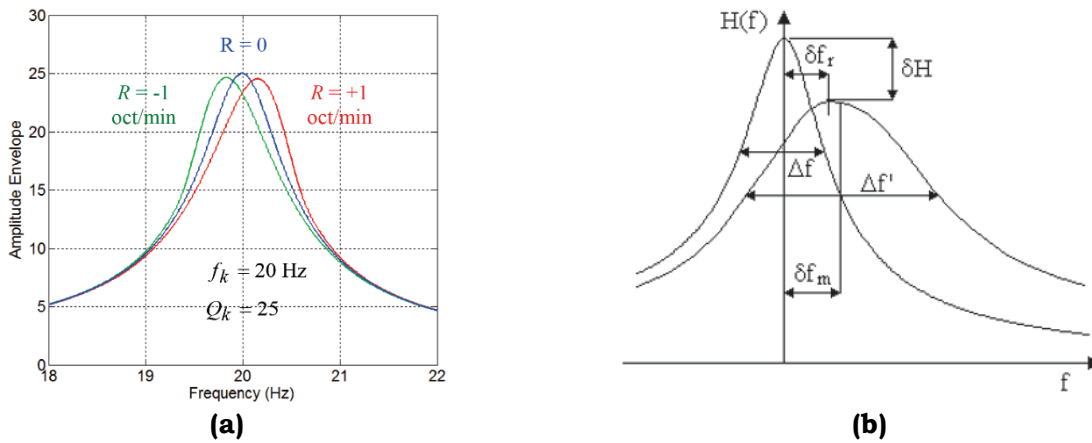 30
25
20
15
10
5
0
Amplitude Envelope
R = 0
R = -1
oct/min
R = +1
oct/min
f_k = 20 Hz
Q_k = 25
18 19 20 21 22
Frequency (Hz)
(a)
H(f)
δf_r
δH
Δf
Δf'
δf_m
f
(b)